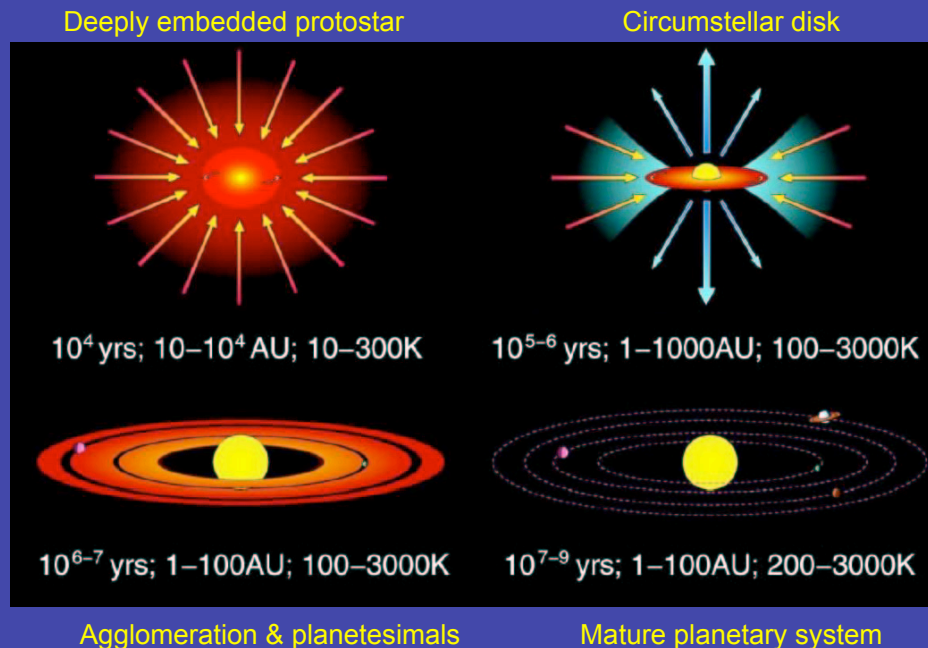 Deeply embedded protostar
Circumstellar disk
10⁴ yrs; 10–10⁴ AU; 10–300K
10⁵⁻⁶ yrs; 1–1000AU; 100–3000K
10⁶⁻⁷ yrs; 1–100AU; 100–3000K
10⁷⁻⁹ yrs; 1–100AU; 200–3000K
Agglomeration & planetesimals
Mature planetary system